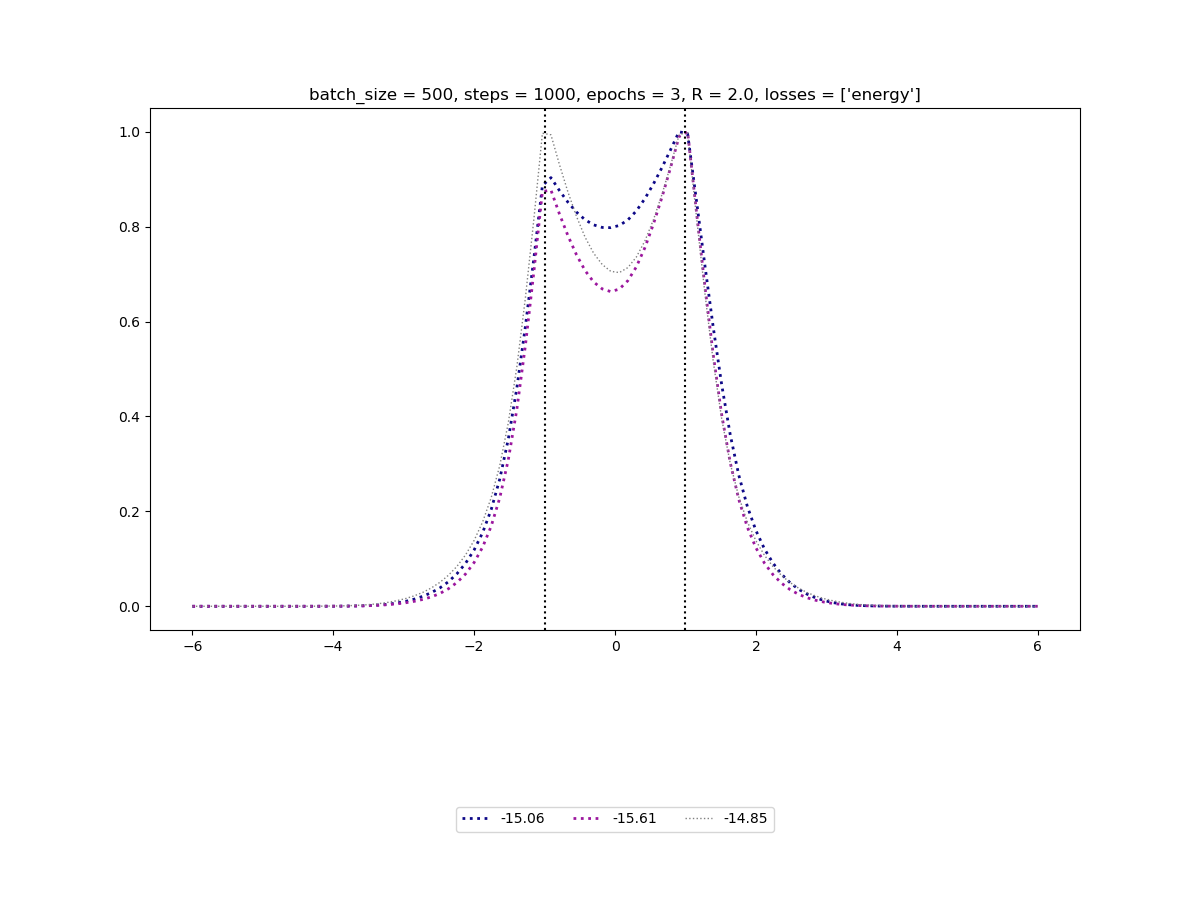 batch_size = 500, steps = 1000, epochs = 3, R = 2.0, losses = ['energy']
1.0
0.8
0.6
0.4
0.2
0.0
−6 −4 −2 0 2 4 6
-15.06 -15.61 -14.85